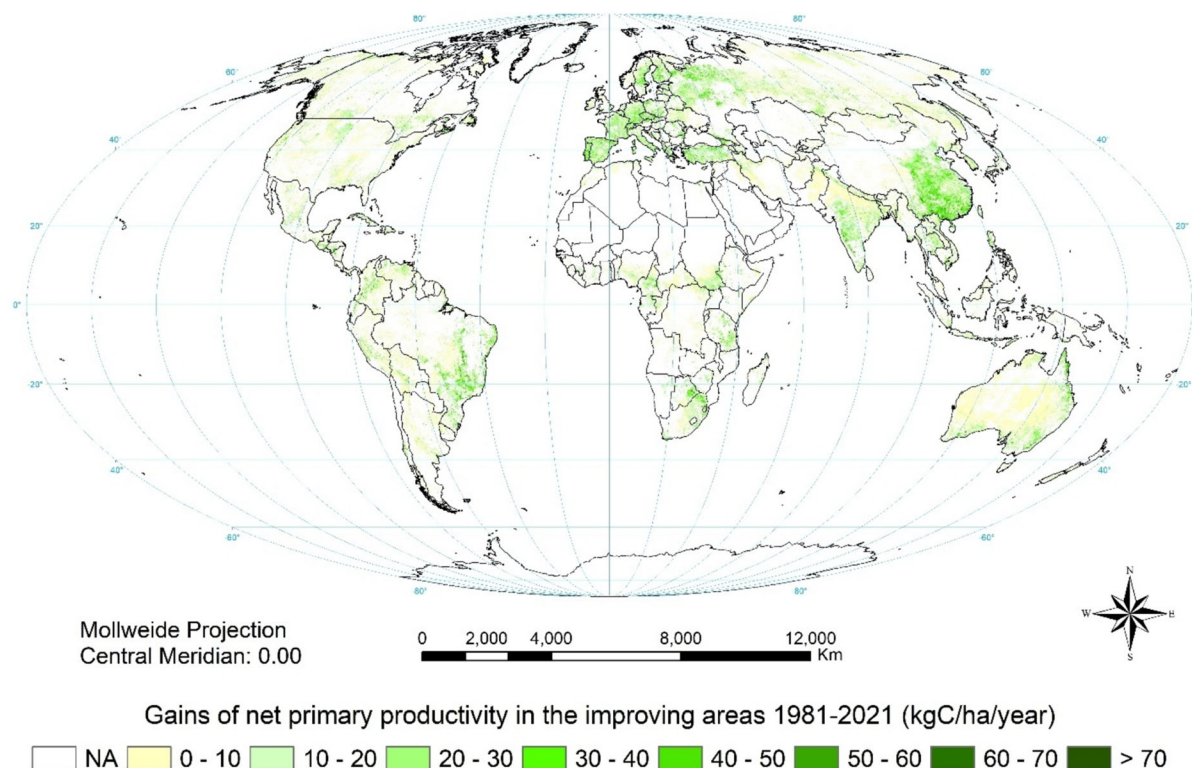 80° 80°
60° 80°
40° 40°
20° 20°
0° 0°
-20° -20°
40° 40°
-60° -60°
80° 80°
N
W E
S
Mollweide Projection
Central Meridian: 0.00
0 2,000 4,000 8,000 12,000
Km
Gains of net primary productivity in the improving areas 1981-2021 (kgC/ha/year)
NA 0 - 10 10 - 20 20 - 30 30 - 40 40 - 50 50 - 60 60 - 70 > 70